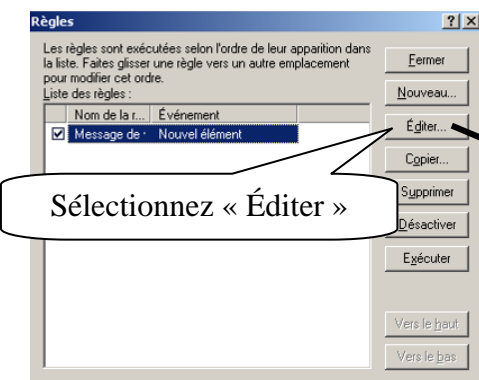 Règles
Les règles sont exécutées selon l'ordre de leur apparition dans
la liste. Faites glisser une règle vers un autre emplacement
pour modifier cet ordre.
Liste des règles :
Nom de la r... Événement
Message de Nouvel élément
Fermer
Nouveau...
Éditer...
Copier...
Supprimer
Désactiver
Exécuter
Vers le haut
Vers le bas
Sélectionnez « Éditer »